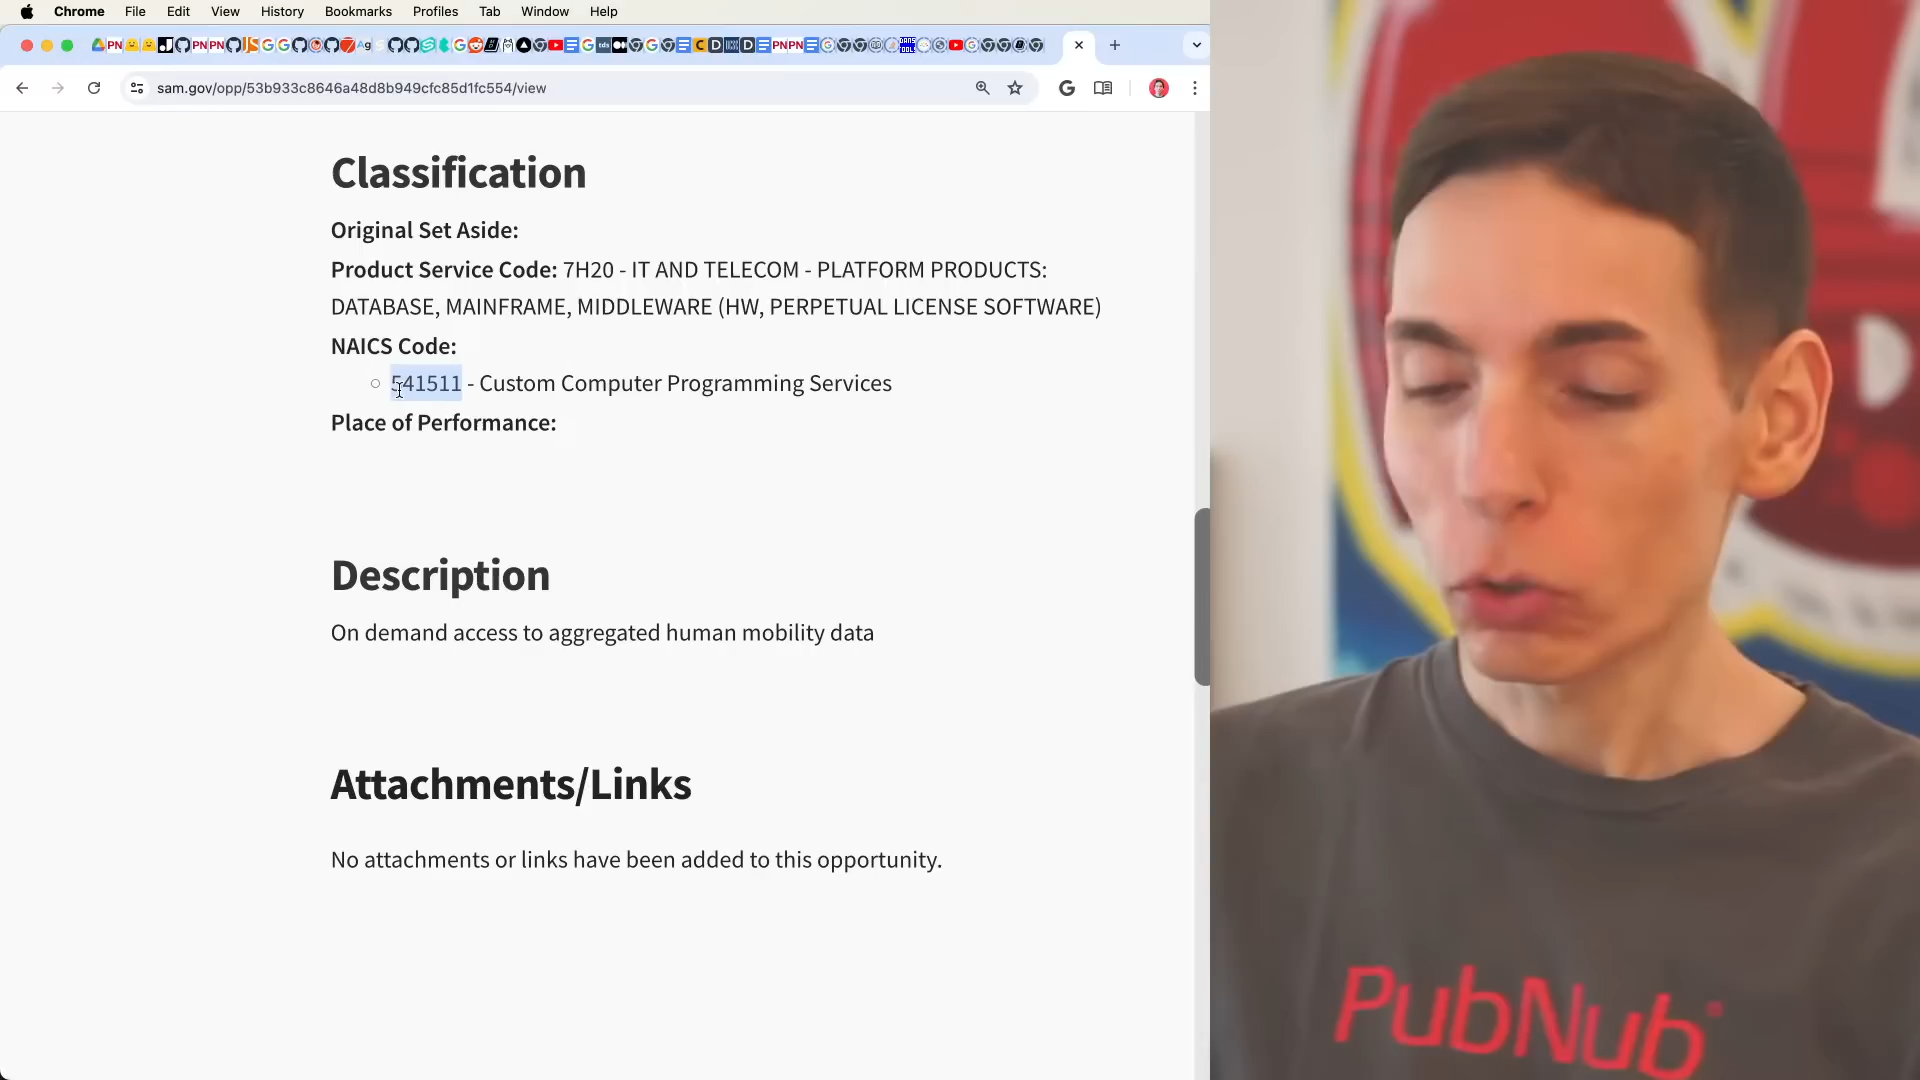 Chrome File Edit View History Bookmarks Profiles Tab Window Help
sam.gov/opp/53b933c8646a48d8b949cfc85d1fc554/view
Classification
Original Set Aside:
Product Service Code: 7H20 - IT AND TELECOM - PLATFORM PRODUCTS:
DATABASE, MAINFRAME, MIDDLEWARE (HW, PERPETUAL LICENSE SOFTWARE)
NAICS Code:
541511 - Custom Computer Programming Services
Place of Performance:
Description
On demand access to aggregated human mobility data
Attachments/Links
No attachments or links have been added to this opportunity.
PubNub